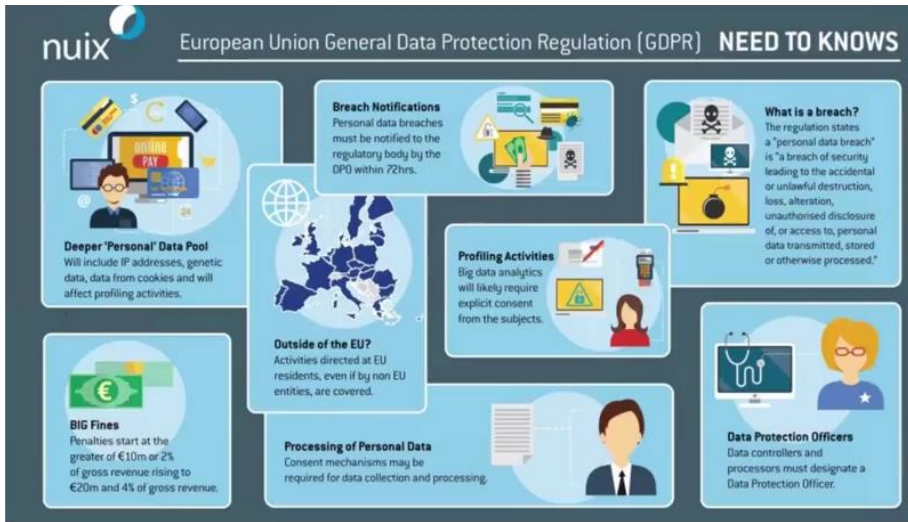 nuix
European Union General Data Protection Regulation (GDPR) NEED TO KNOWS
online
PAY
Deeper 'Personal' Data Pool
Will include IP addresses, genetic
data, data from cookies and will
affect profiling activities.
Breach Notifications
Personal data breaches
must be notified to the
regulatory body by the
DPO within 72hrs.
What is a breach?
The regulation states
a "personal data breach"
is "a breach of security
leading to the accidental
or unlawful destruction,
loss, alteration,
unauthorised disclosure
of, or access to, personal
data transmitted, stored
or otherwise processed."
Outside of the EU?
Activities directed at EU
residents, even if by non EU
entities, are covered.
Profiling Activities
Big data analytics
will likely require
explicit consent
from the subjects.
BIG Fines
Penalties start at the
greater of €10m or 2%
of gross revenue rising to
€20m and 4% of gross revenue.
Processing of Personal Data
Consent mechanisms may be
required for data collection and processing.
Data Protection Officers
Data controllers and
processors must designate a
Data Protection Officer.